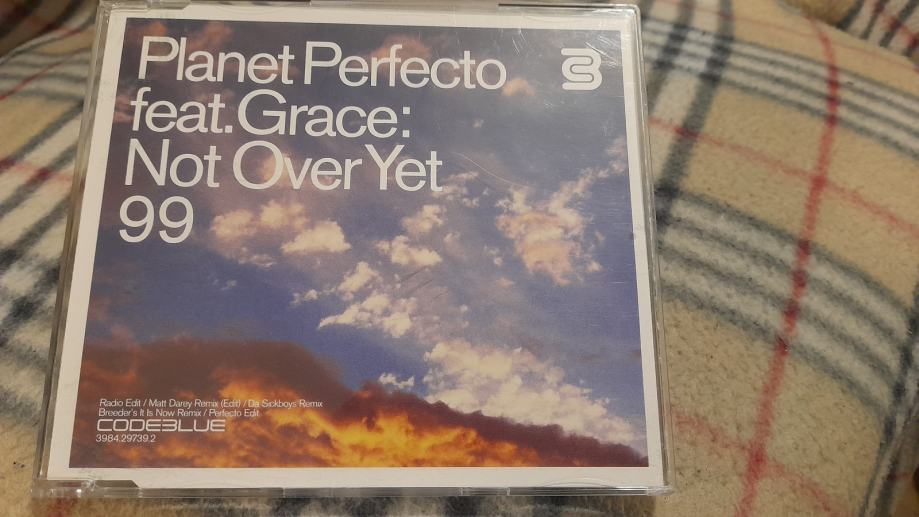 Planet Perfecto
feat. Grace:
Not Over Yet
99
Radio Edit / Matt Darey Remix (Edit) / Da Sickboys Remix
Breeder's It Is Now Remix / Perfecto Edit
CODEBLUE
3984.29739.2